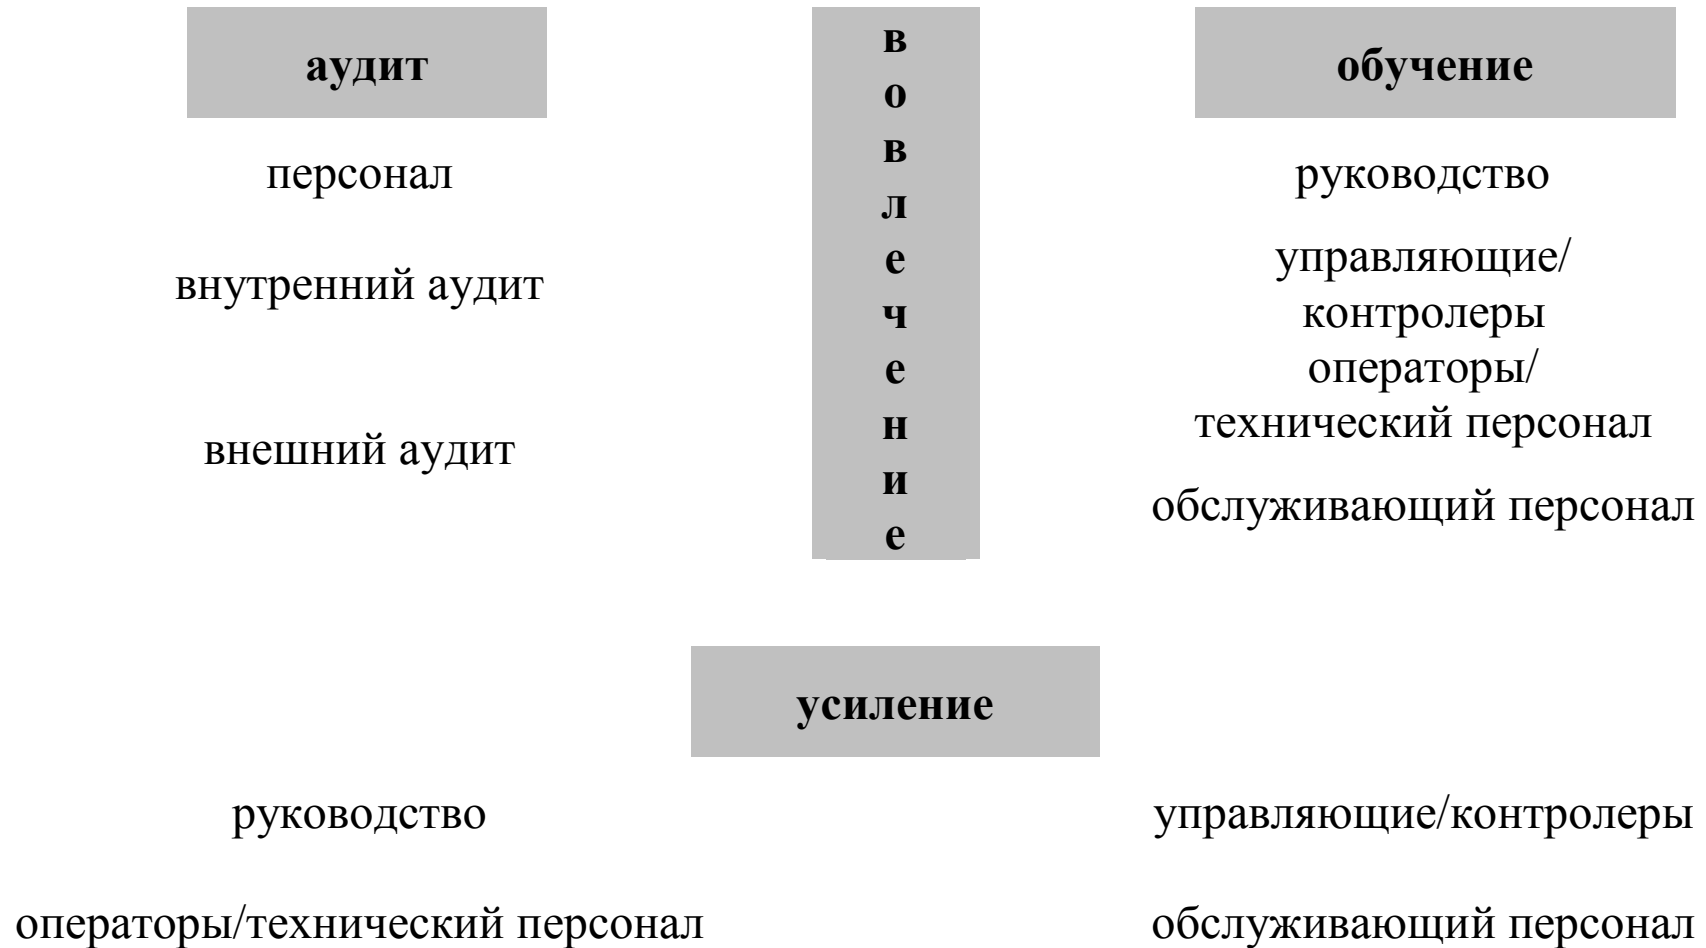 аудит
персонал
внутренний аудит
внешний аудит
в
о
в
л
е
ч
е
н
и
е
обучение
руководство
управляющие/
контролеры
операторы/
технический персонал
обслуживающий персонал
усиление
руководство
управляющие/контролеры
операторы/технический персонал
обслуживающий персонал